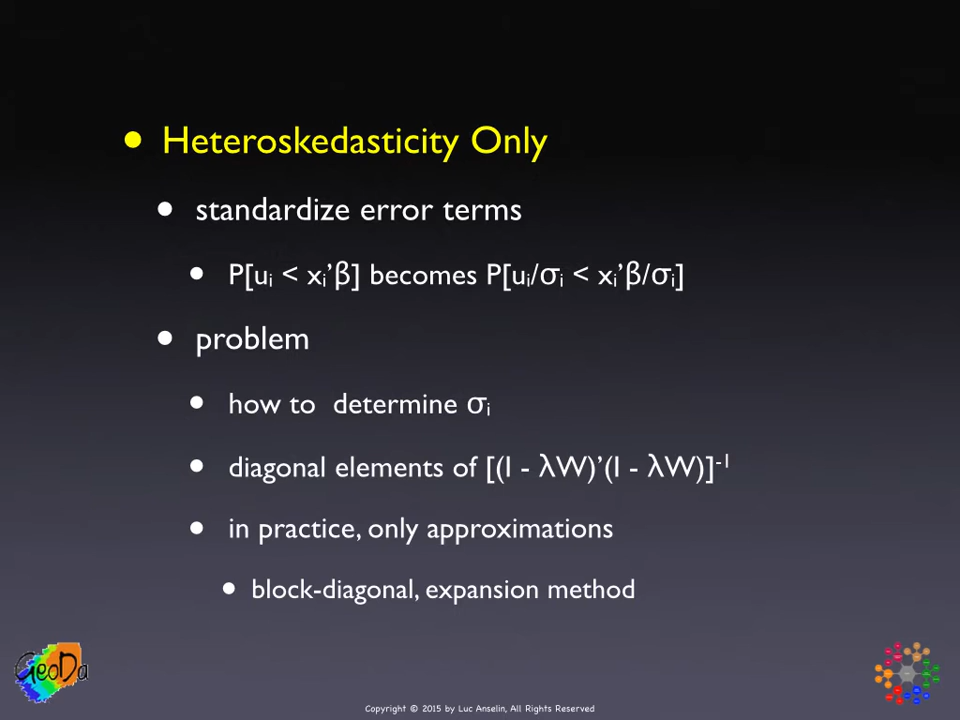 • Heteroskedasticity Only
• standardize error terms
• P[uᵢ < xᵢ’β] becomes P[uᵢ/σᵢ < xᵢ’β/σᵢ]
• problem
• how to determine σᵢ
• diagonal elements of [(I - λW)’(I - λW)]⁻¹
• in practice, only approximations
• block-diagonal, expansion method
GeoDa
Copyright © 2015 by Luc Anselin, All Rights Reserved